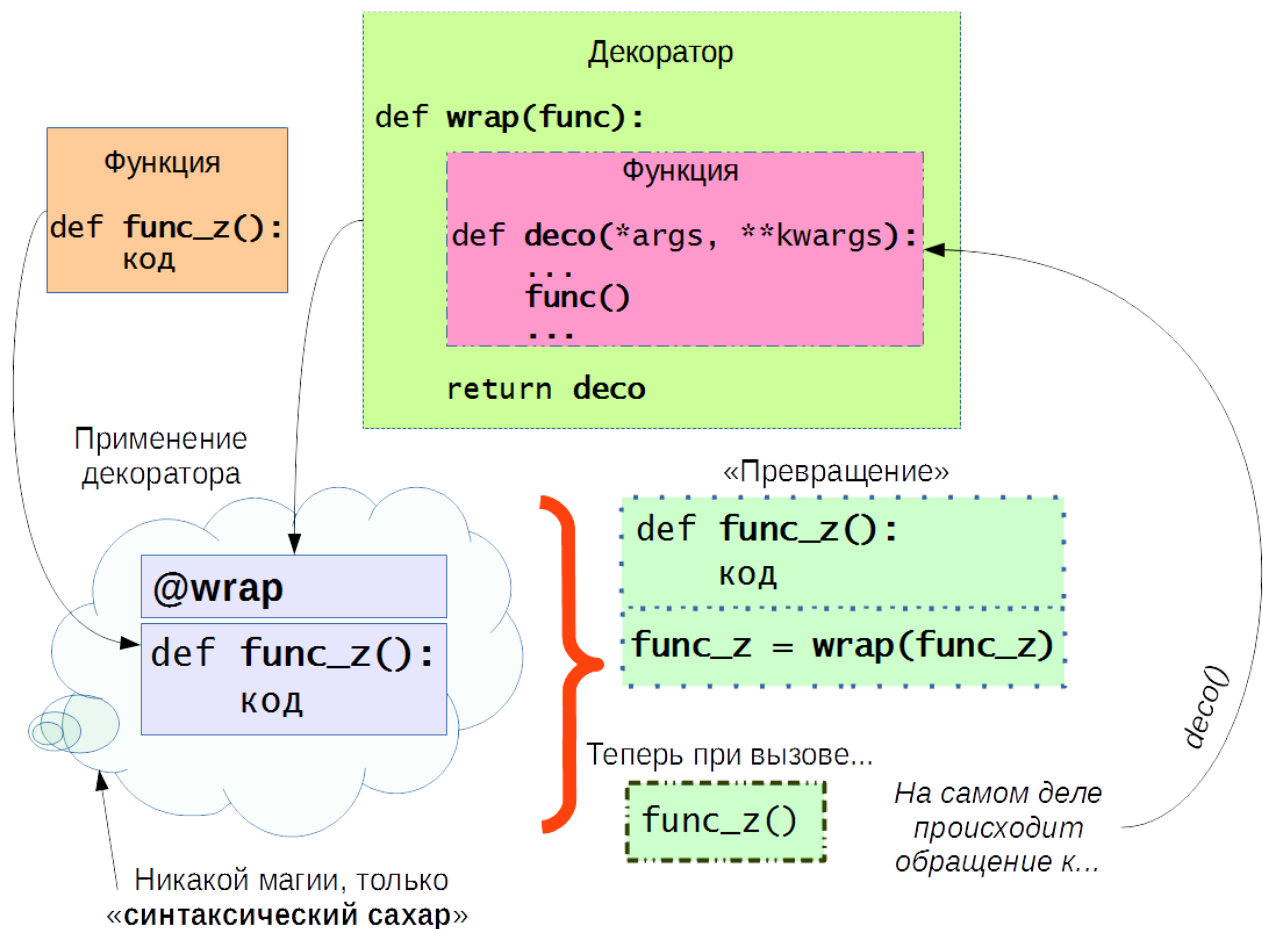 Декоратор
def wrap(func):
Функция
def deco(*args, **kwargs):
...
func()
...
return deco
Функция
def func_z():
код
Применение
декоратора
@wrap
def func_z():
код
«Превращение»
def func_z():
код
func_z = wrap(func_z)
Теперь при вызове...
func_z()
На самом деле
происходит
обращение к...
deco()
Никакой магии, только
«синтаксический сахар»